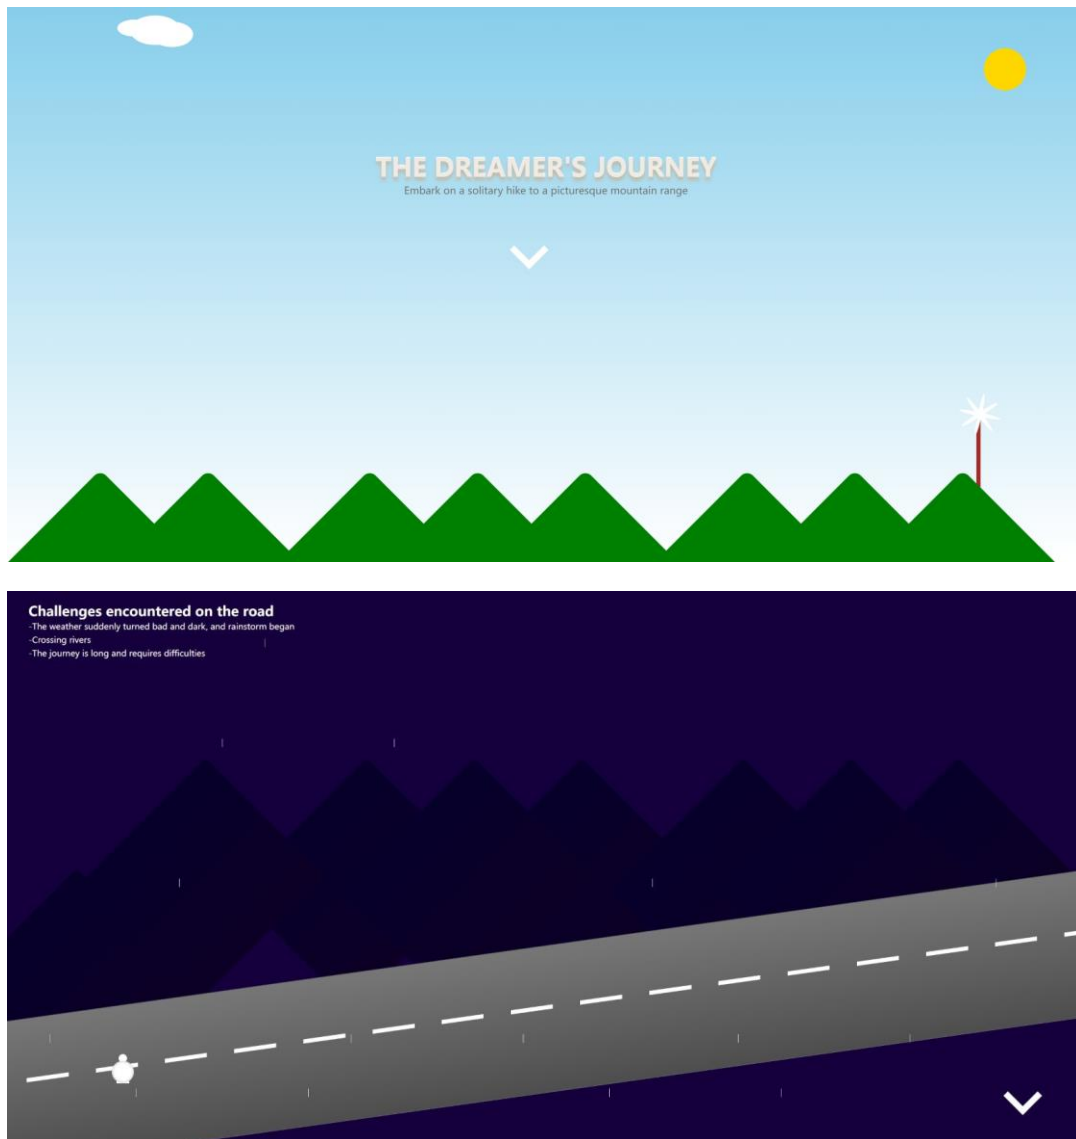 THE DREAMER'S JOURNEY
Embark on a solitary hike to a picturesque mountain range
Challenges encountered on the road
-The weather suddenly turned bad and dark, and rainstorm began
-Crossing rivers
-The journey is long and requires difficulties